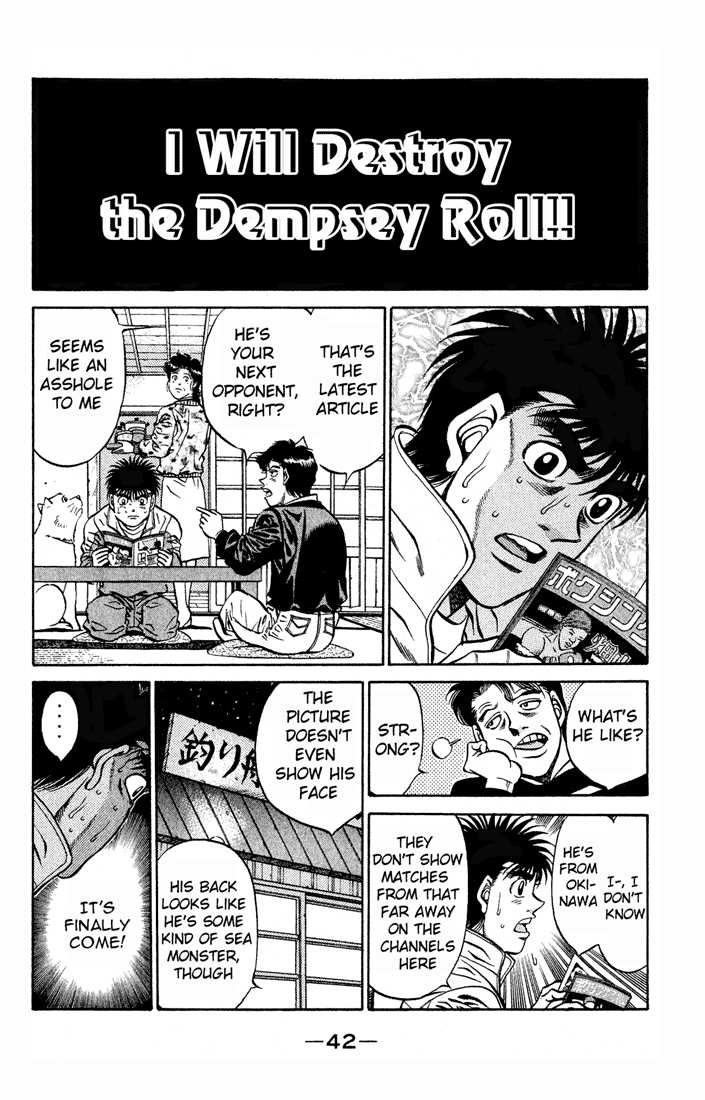 I Will Destroy
the Dempsey Roll!!
THAT'S
THE
LATEST
ARTICLE
HE'S
YOUR
NEXT
OPPONENT,
RIGHT?
SEEMS
LIKE AN
ASSHOLE
TO ME
ボクシング
WHAT'S
HE LIKE?
STR-
ONG?
I-, I
DON'T
KNOW
HE'S
FROM
OKI-
NAWA
THEY
DON'T SHOW
MATCHES
FROM THAT
FAR AWAY
ON THE
CHANNELS
HERE
THE
PICTURE
DOESN'T
EVEN
SHOW HIS
FACE
釣り船
HIS BACK
LOOKS LIKE
HE'S SOME
KIND OF SEA
MONSTER,
THOUGH
....
IT'S
FINALLY
COME!
—42—